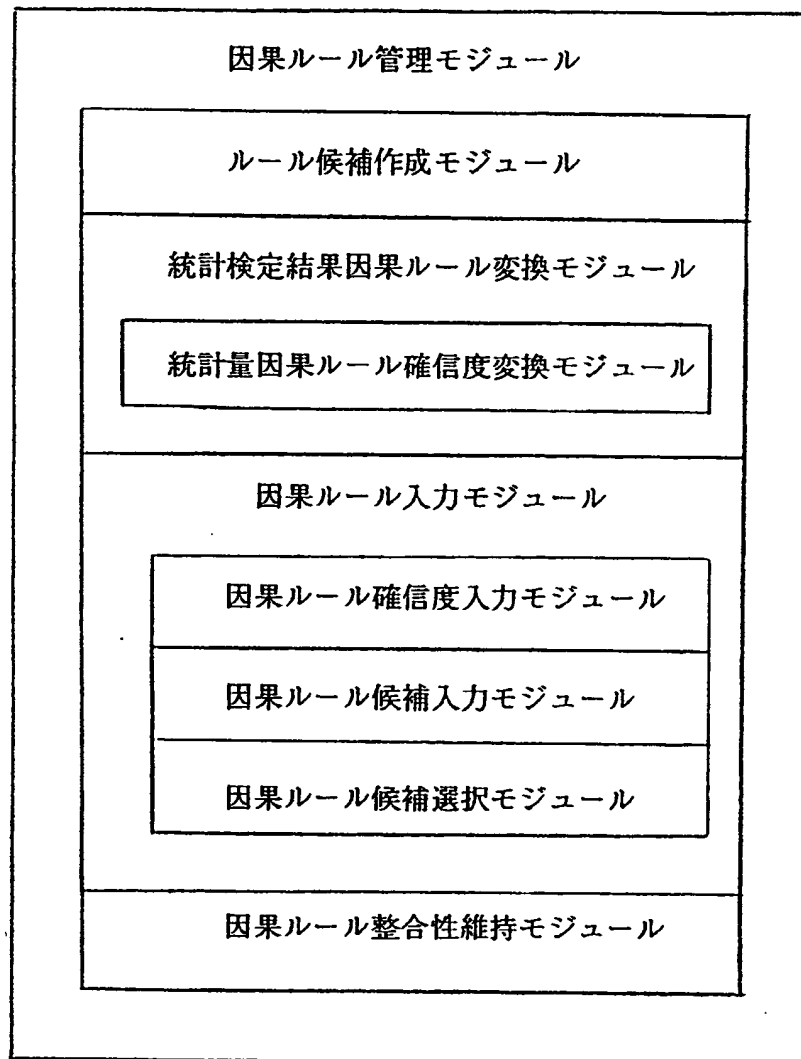 因果ルール管理モジュール
ルール候補作成モジュール
統計検定結果因果ルール変換モジュール
統計量因果ルール確信度変換モジュール
因果ルール入力モジュール
因果ルール確信度入力モジュール
因果ルール候補入力モジュール
因果ルール候補選択モジュール
因果ルール整合性維持モジュール